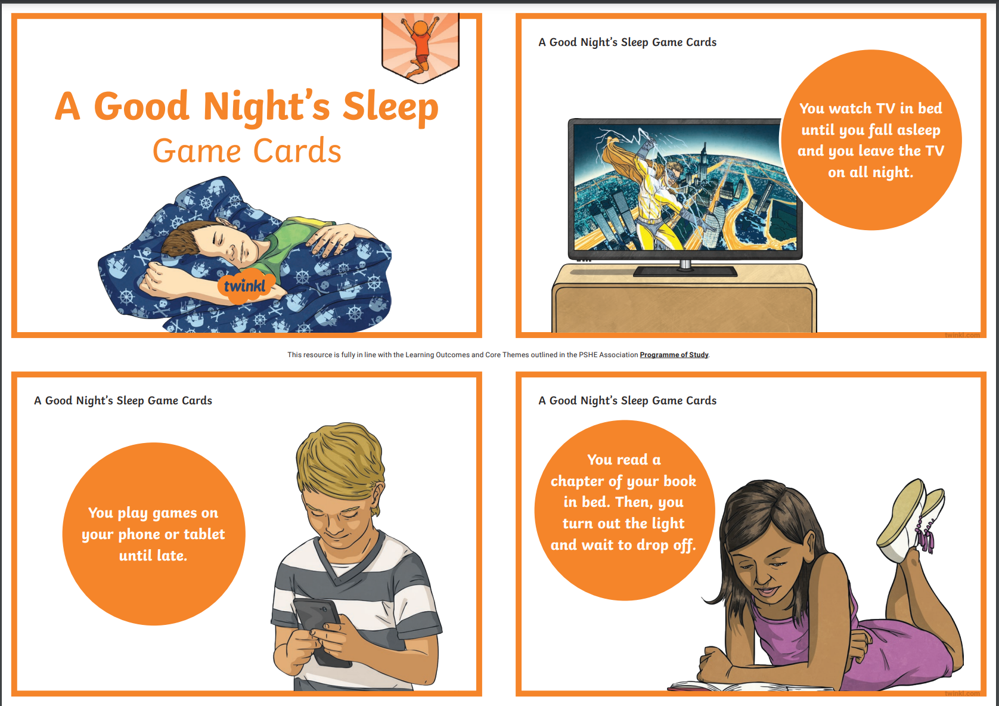 A Good Night's Sleep
Game Cards
twinkl
A Good Night's Sleep Game Cards
You watch TV in bed
until you fall asleep
and you leave the TV
on all night.
twinkl.com
This resource is fully in line with the Learning Outcomes and Core Themes outlined in the PSHE Association Programme of Study.
A Good Night's Sleep Game Cards
You play games on
your phone or tablet
until late.
A Good Night's Sleep Game Cards
You read a
chapter of your book
in bed. Then, you
turn out the light
and wait to drop off.
twinkl.com